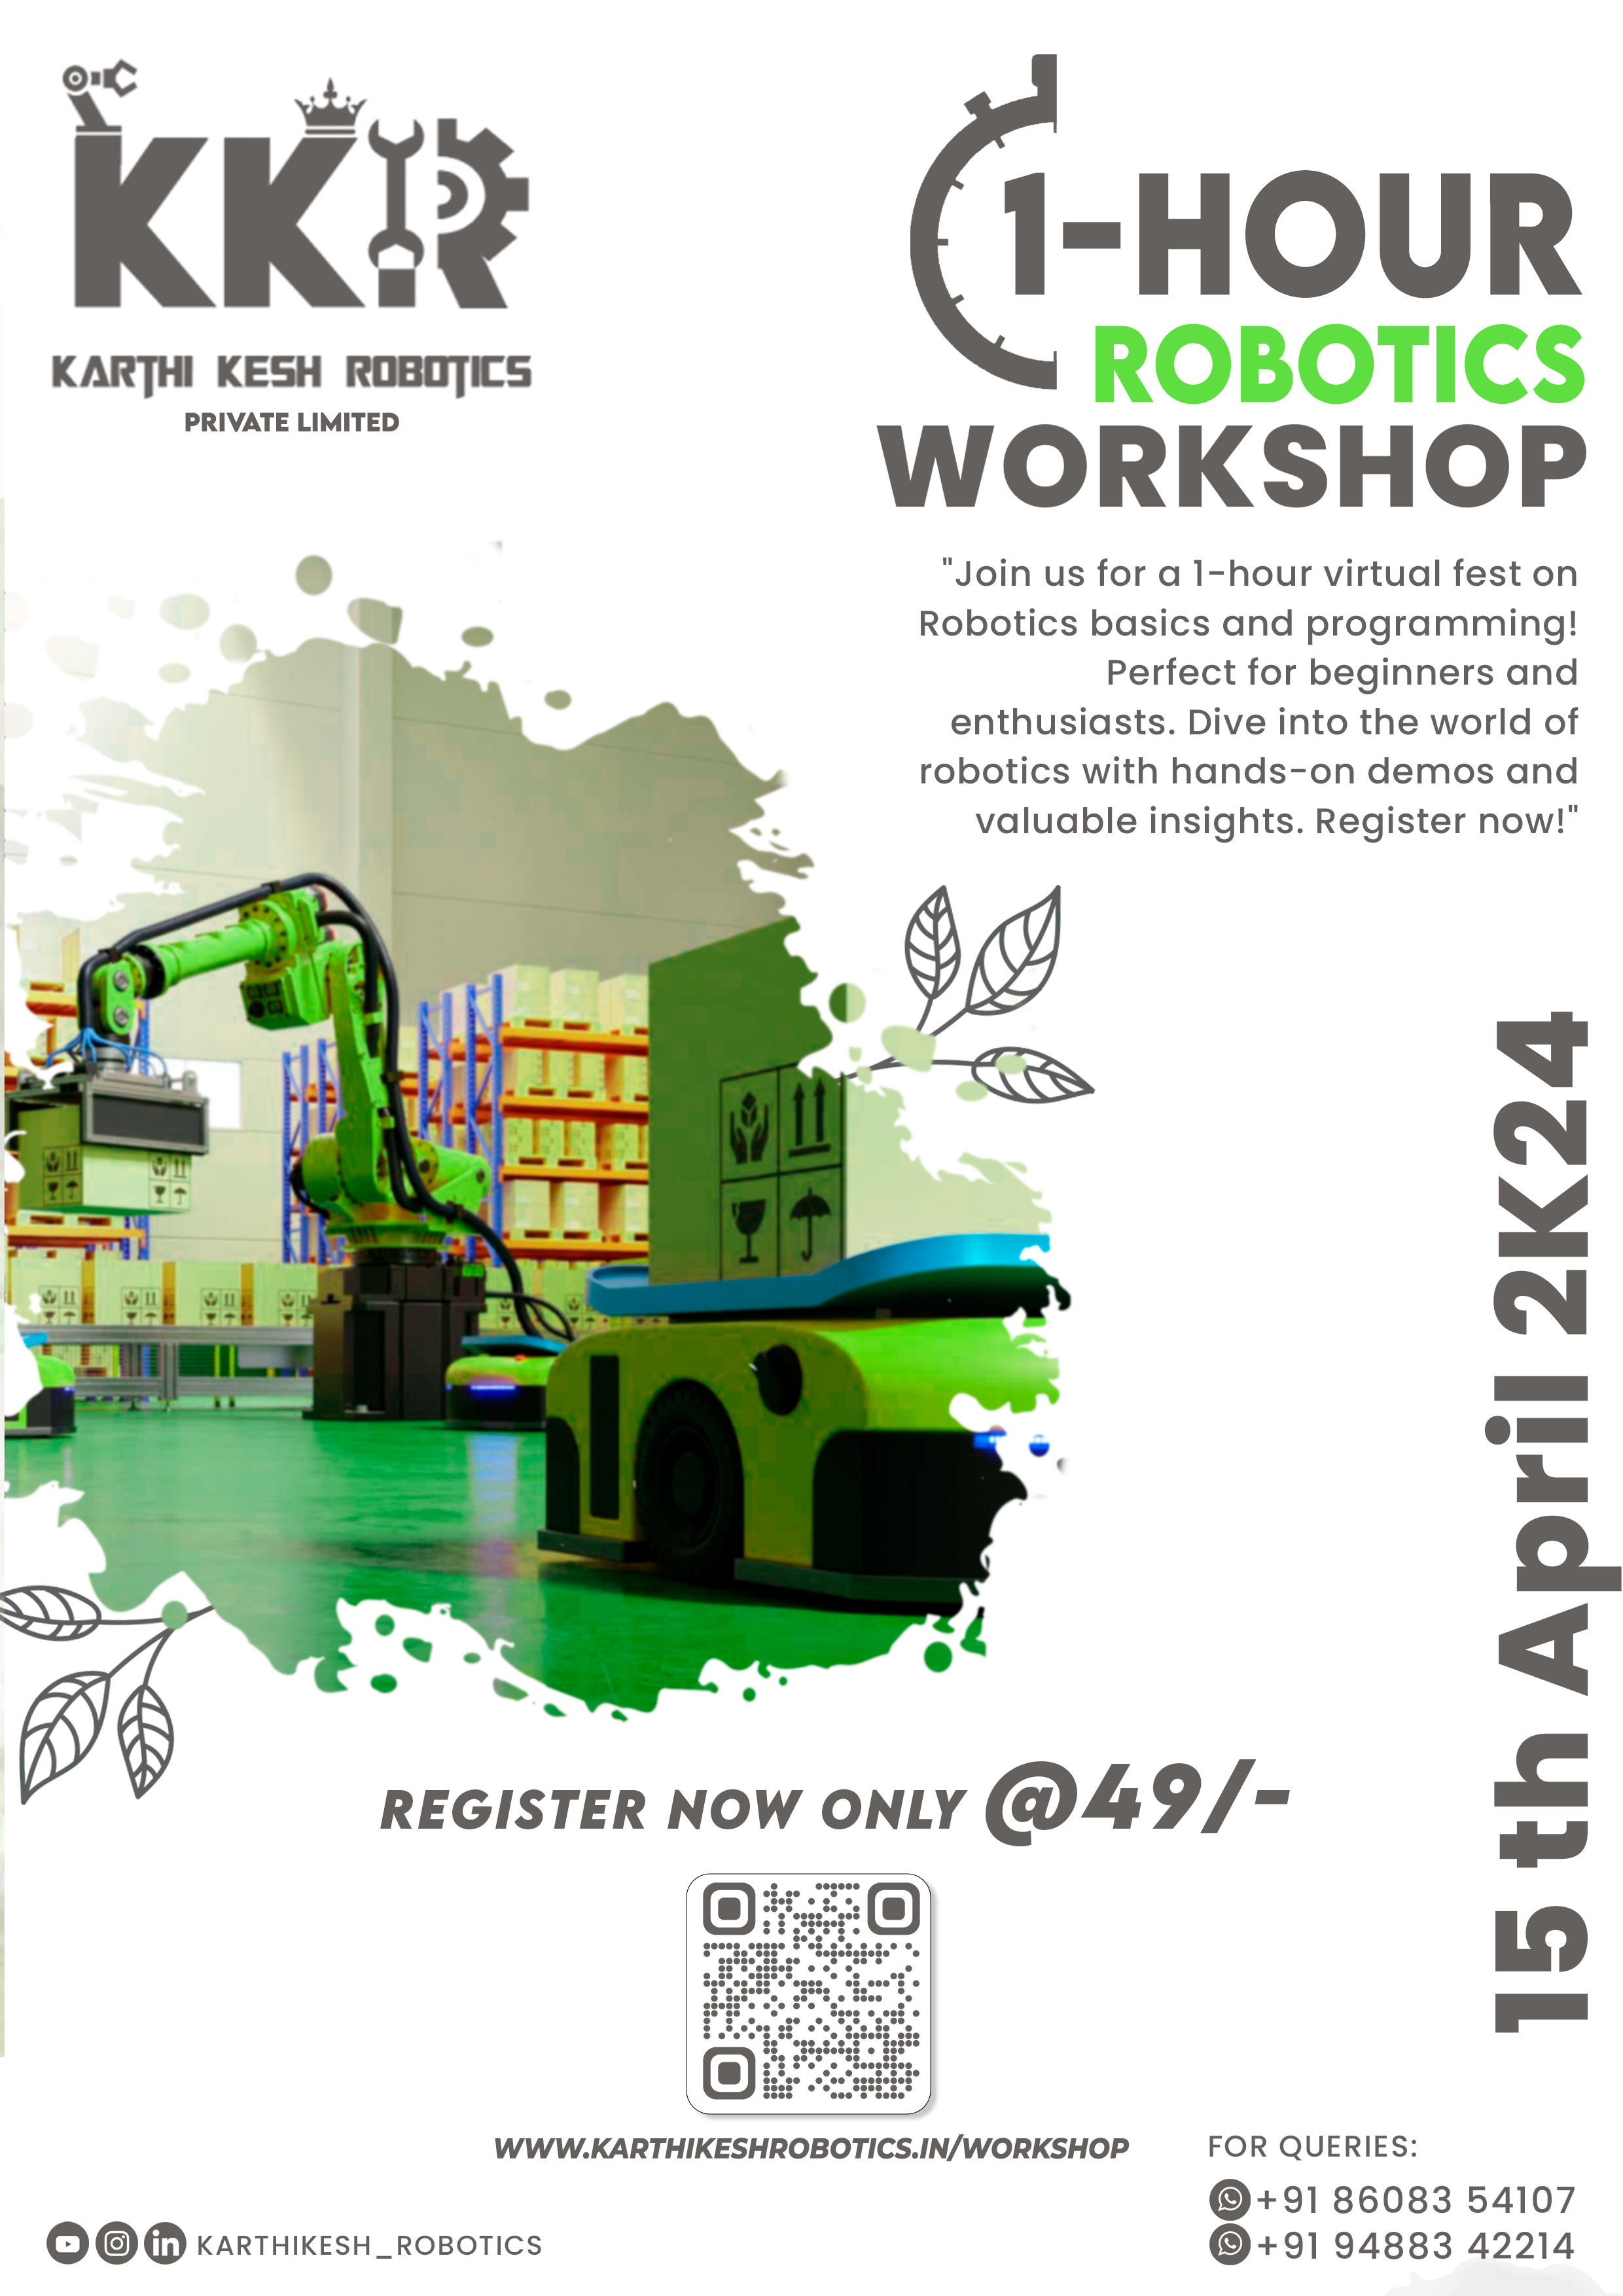 KKR
KARTHI KESH ROBOTICS
PRIVATE LIMITED
1-HOUR
ROBOTICS
WORKSHOP
"Join us for a 1-hour virtual fest on
Robotics basics and programming!
Perfect for beginners and
enthusiasts. Dive into the world of
robotics with hands-on demos and
valuable insights. Register now!"
15 th April 2K24
REGISTER NOW ONLY @49/-
WWW.KARTHIKESHROBOTICS.IN/WORKSHOP
FOR QUERIES:
+91 86083 54107
+91 94883 42214
KARTHIKESH_ROBOTICS